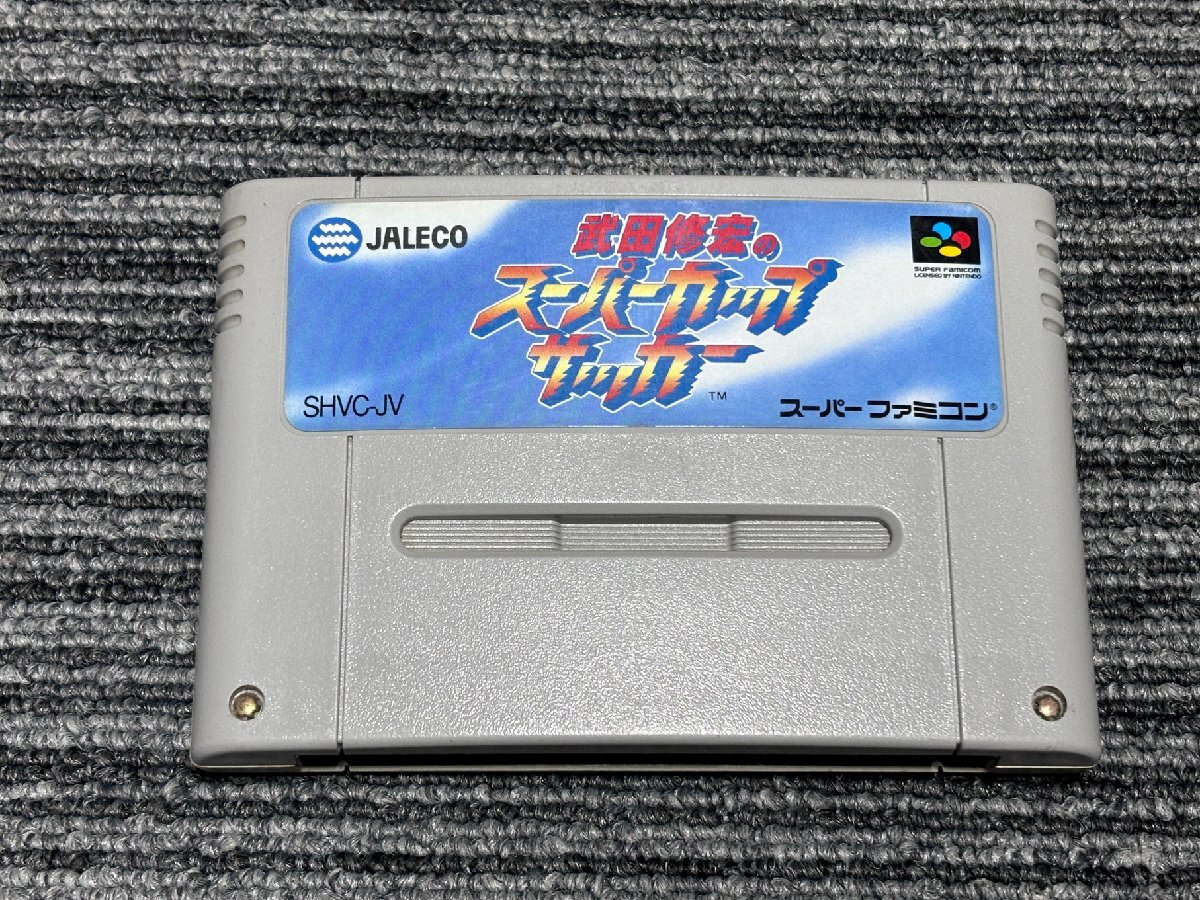 JALECO
武田修宏の
スーパーカップ
サッカー
TM
SUPER Famicom
LICENSED BY NINTENDO
SHVC-JV
スーパーファミコン®